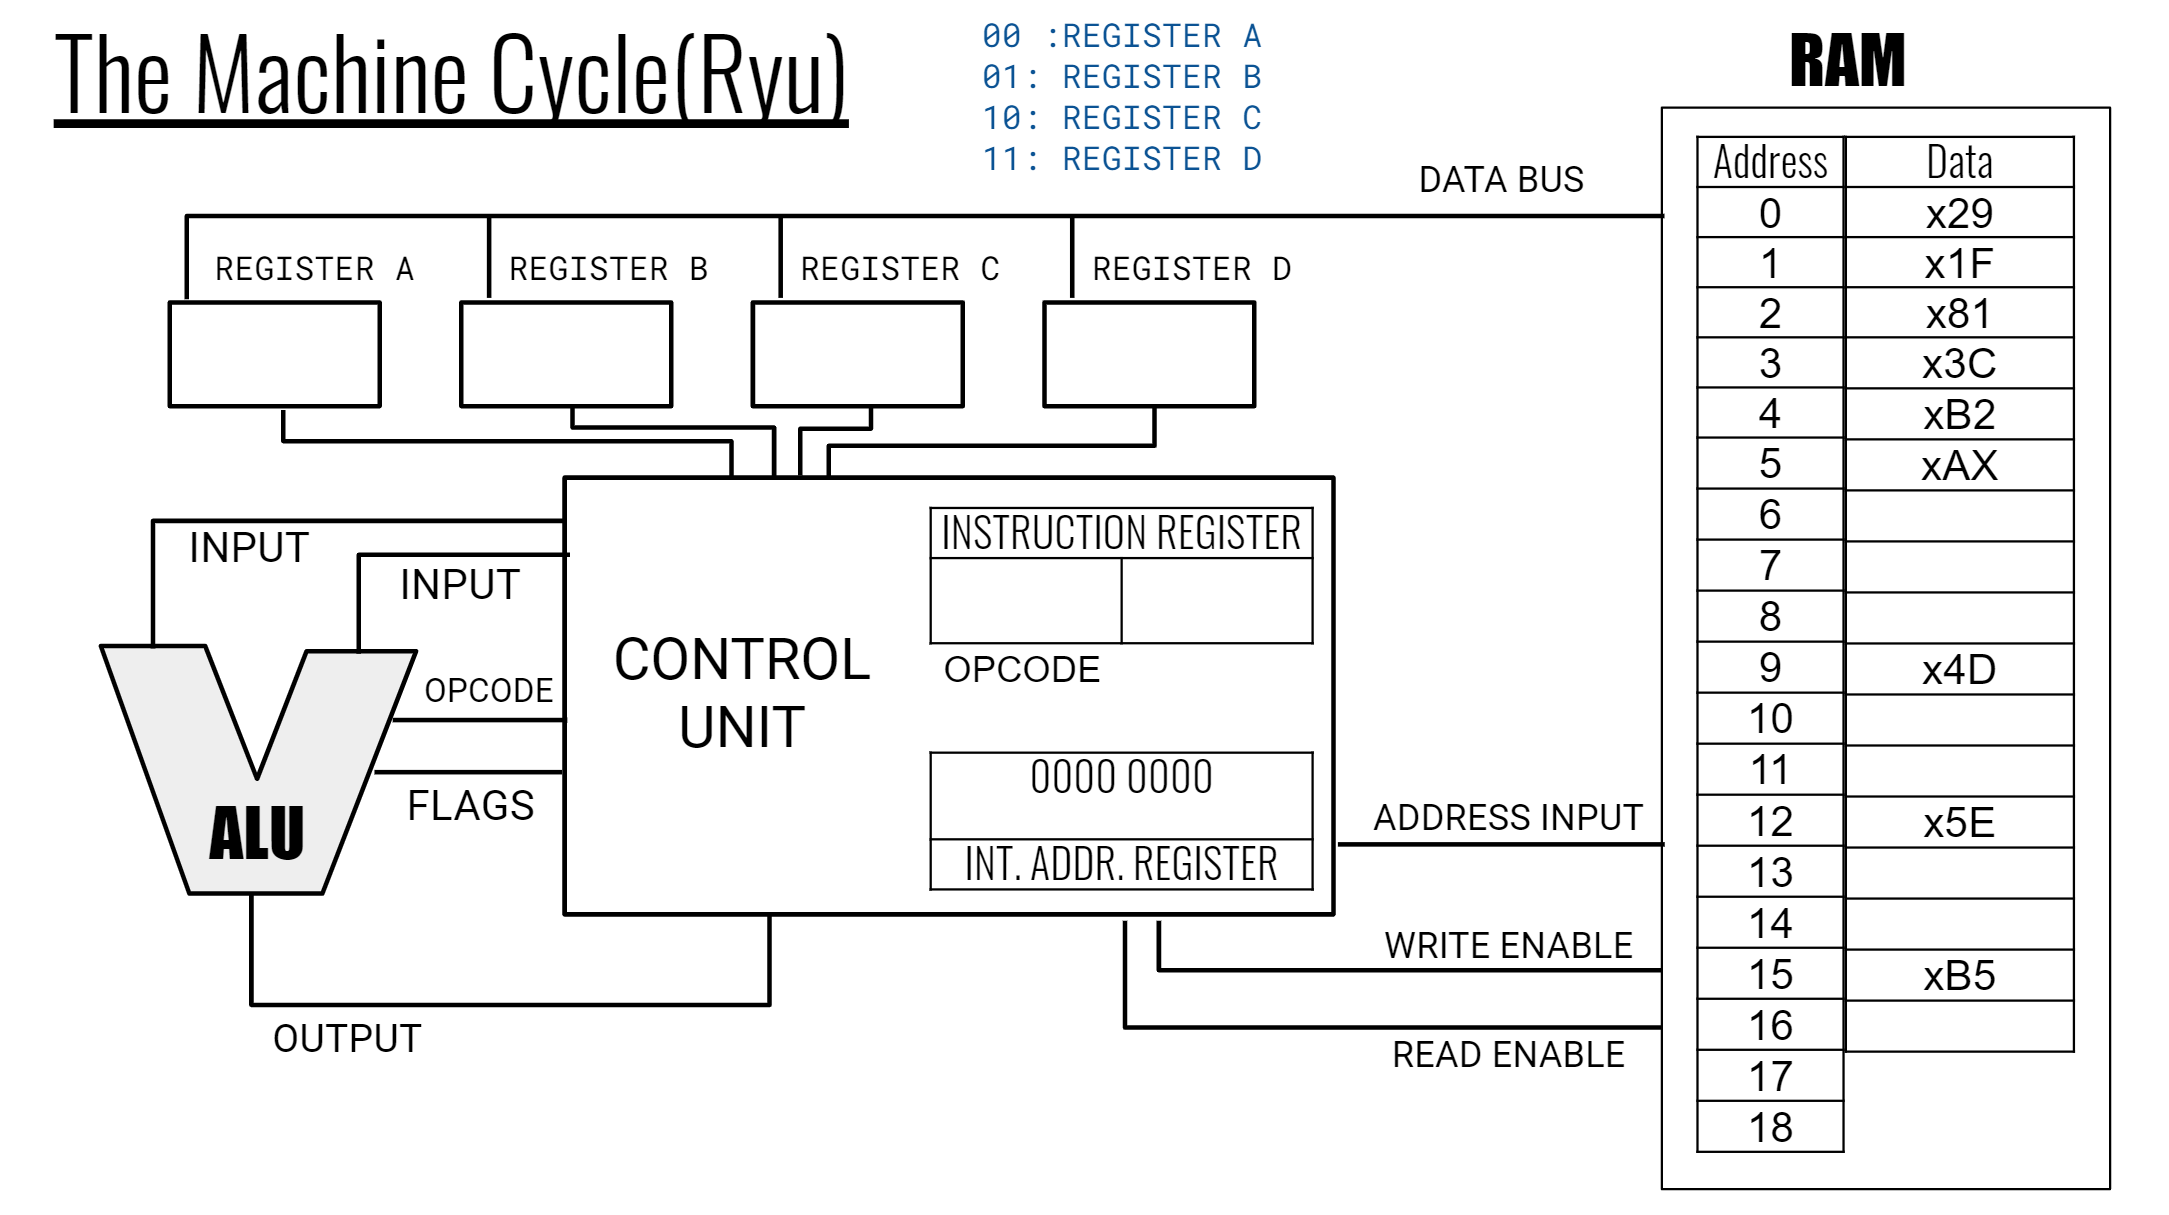 The Machine Cycle(Ryu)
00 :REGISTER A
01: REGISTER B
10: REGISTER C
11: REGISTER D
RAM
DATA BUS
REGISTER A
REGISTER B
REGISTER C
REGISTER D
INPUT
INPUT
OPCODE
FLAGS
ALU
OUTPUT
CONTROL
UNIT
INSTRUCTION REGISTER
OPCODE
0000 0000
INT. ADDR. REGISTER
ADDRESS INPUT
WRITE ENABLE
READ ENABLE
Address Data
0 x29
1 x1F
2 x81
3 x3C
4 xB2
5 xAX
6
7
8
9 x4D
10
11
12 x5E
13
14
15 xB5
16
17
18